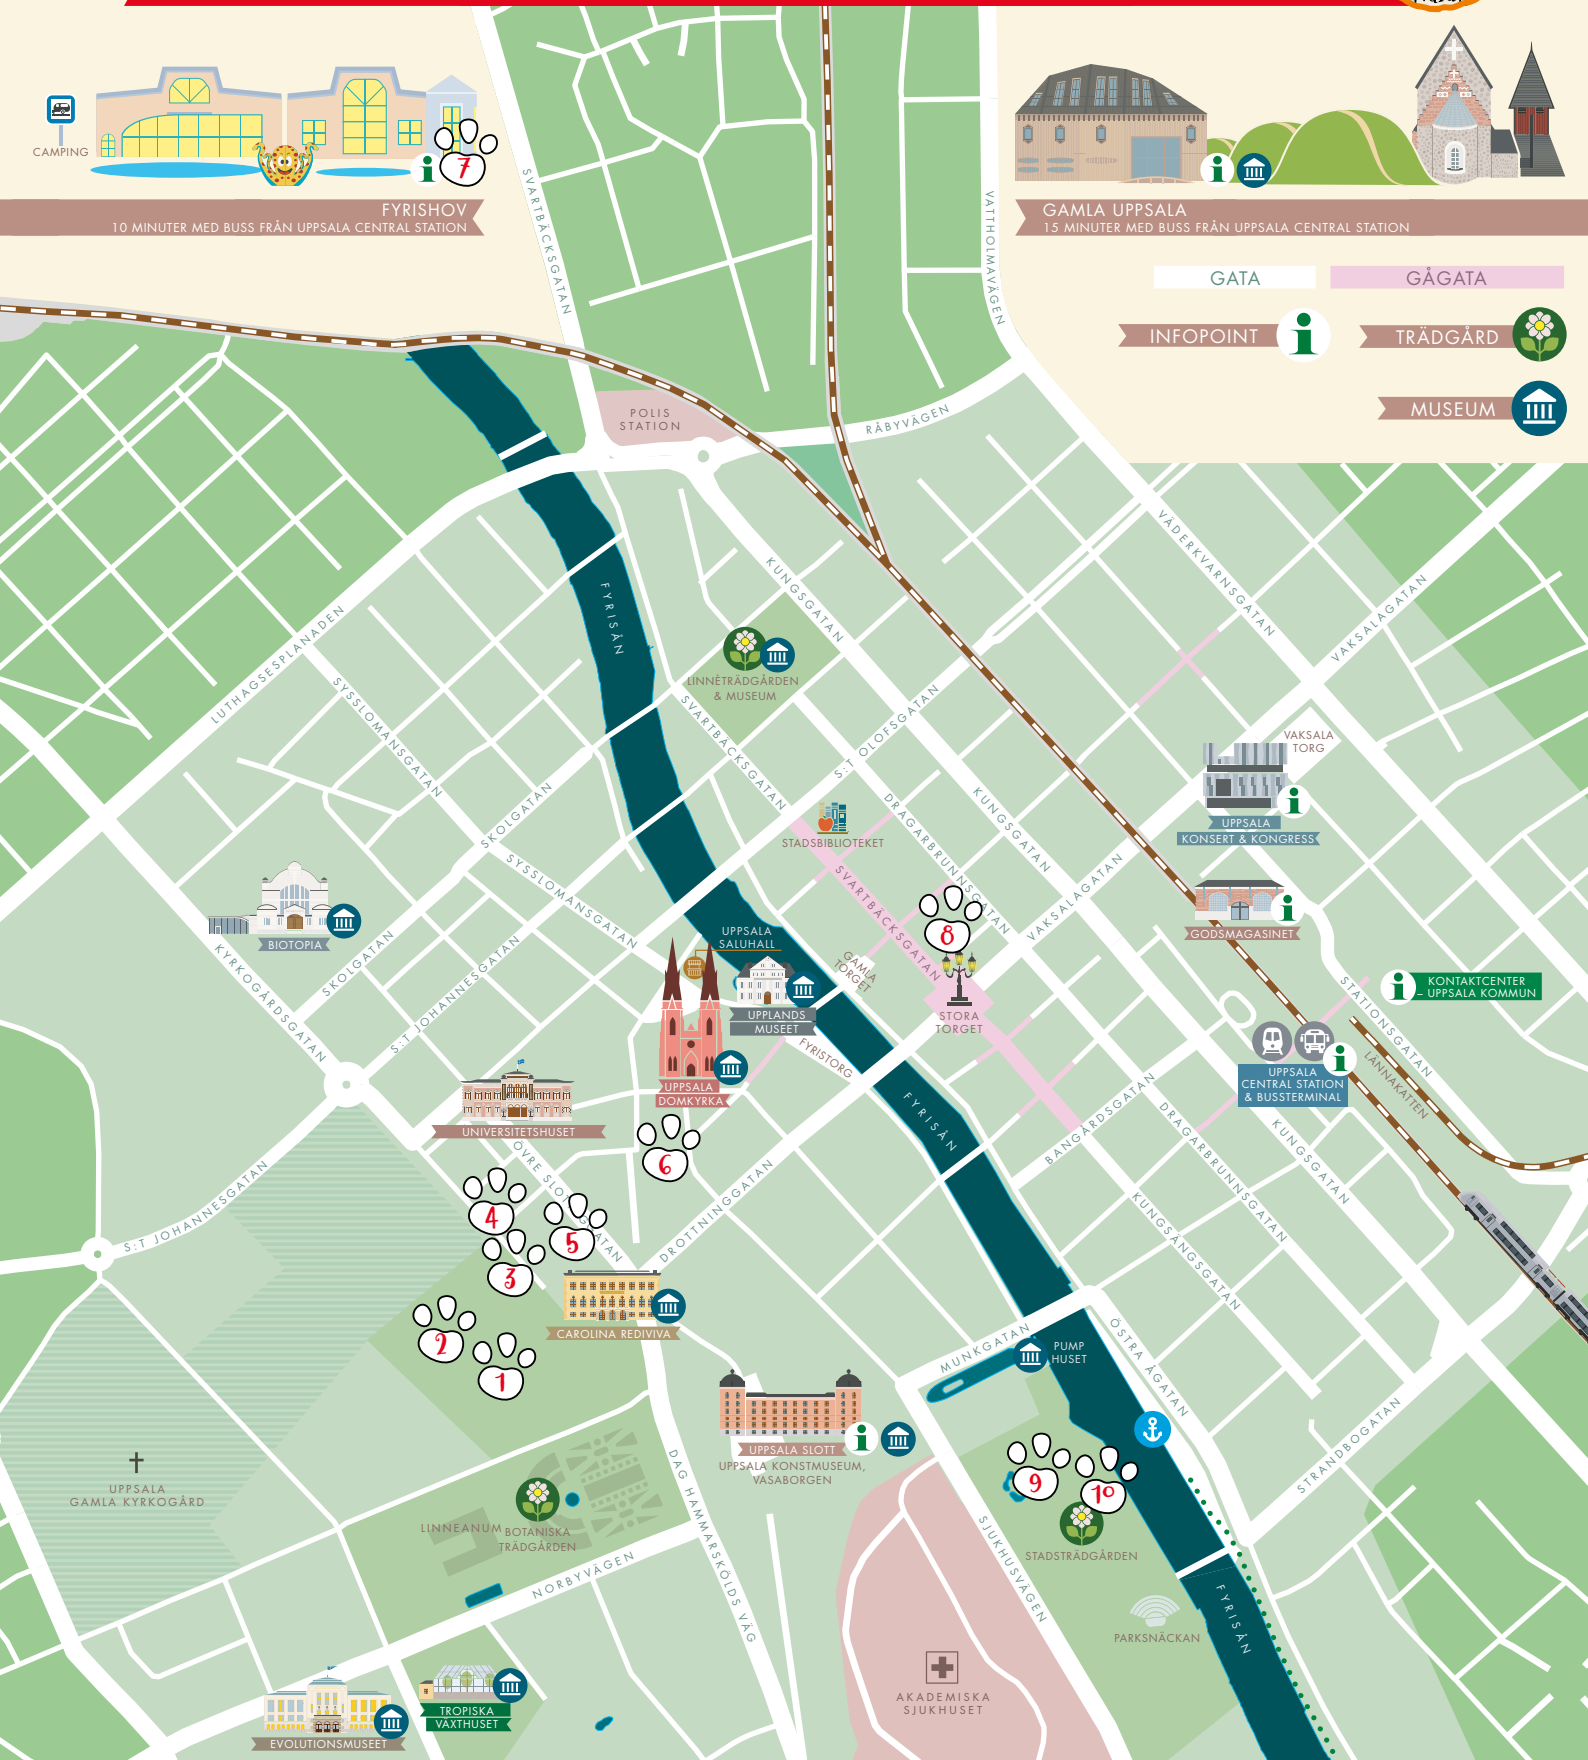 CAMPING
7
FYRISHOV
10 MINUTER MED BUSS FRÅN UPPSALA CENTRAL STATION
GAMLA UPPSALA
15 MINUTER MED BUSS FRÅN UPPSALA CENTRAL STATION
GATA
GÅGATA
INFOPOINT
TRÄDGÅRD
MUSEUM
SVARTBÄCKSGATAN
VATTHOLMAVÄGEN
POLIS
STATION
RÅBYVÄGEN
VÄDERKVARNSGATAN
KUNGSGATAN
FYRISÅN
VAKSALAGATAN
LUTHAGSESPLANADEN
LINNÉTRÄDGÅRDEN
& MUSEUM
SYSSLOMANSGATAN
SVARTBÄCKSGATAN
S:T OLOFSGATAN
VAKSALA
TORG
UPPSALA
KONSERT & KONGRESS
SKOLGATAN
DRAGARBRUNNSGATAN
KUNGSGATAN
STADSBIBLIOTEKET
SYSSLOMANSGATAN
SVARTBÄCKSGATAN
VAKSALAGATAN
8
BIOTOPIA
GODSMAGASINET
UPPSALA
SALUHALL
KYRKOGÅRDSGATAN
SKOLGATAN
S:T JOHANNESGATAN
GAMLA
TORGET
UPPLANDS
MUSEET
STORA
TORGET
KONTAKTCENTER
– UPPSALA KOMMUN
STATIONSGATAN
FYRISTORG
UPPSALA
DOMKYRKA
UPPSALA
CENTRAL STATION
& BUSSTERMINAL
LÄNNAKATTEN
UNIVERSITETSHUSET
FYRISÅN
BANGÅRDSGATAN
DRAGARBRUNNSGATAN
KUNGSGATAN
6
ÖVRE SLOTTSGATAN
DROTTNINGGATAN
KUNGSÄNGSGATAN
S:T JOHANNESGATAN
4
5
3
CAROLINA REDIVIVA
2
1
MUNKGATAN
PUMP
HUSET
ÖSTRA ÅGATAN
UPPSALA SLOTT
UPPSALA KONSTMUSEUM,
VASABORGEN
DAG HAMMARSKÖLDS VÄG
STRANDBOGATAN
UPPSALA
GAMLA KYRKOGÅRD
9
10
LINNEANUM
BOTANISKA
TRÄDGÅRDEN
SJUKHUSVÄGEN
STADSTRÄDGÅRDEN
NORBYVÄGEN
FYRISÅN
PARKSNÄCKAN
AKADEMISKA
SJUKHUSET
TROPISKA
VÄXTHUSET
EVOLUTIONSMUSEET